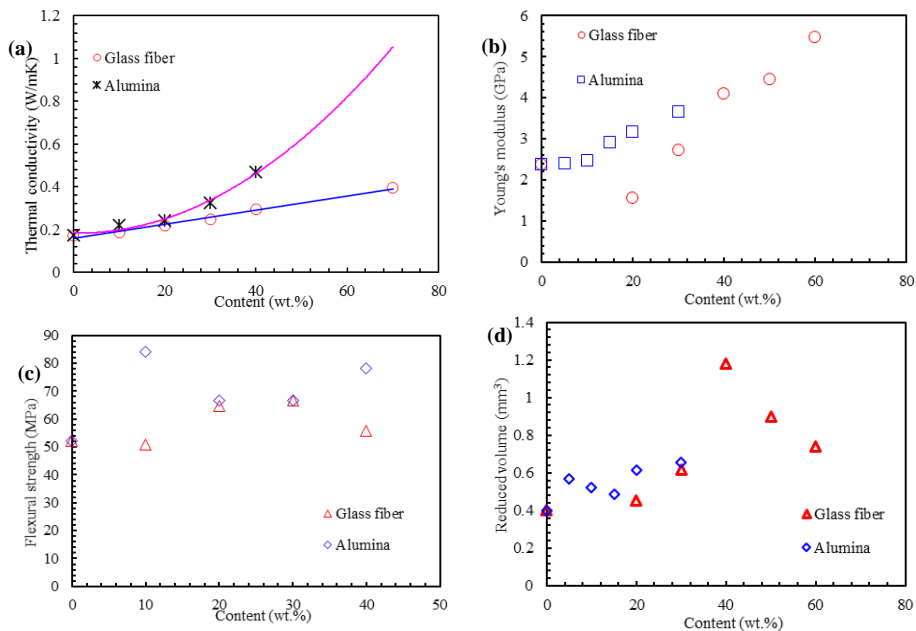 (a)
Thermal conductivity (W/mK)
1.2
1
0.8
0.6
0.4
0.2
0
Glass fiber
Alumina
0 20 40 60 80
Content (wt.%)
(b)
Young's modulus (GPa)
6
5
4
3
2
1
0
Glass fiber
Alumina
0 20 40 60 80
Content (wt.%)
(c)
Flexural strength (MPa)
90
80
70
60
50
40
30
20
10
0
Glass fiber
Alumina
0 10 20 30 40 50
Content (wt.%)
(d)
Reduced volume (mm³)
1.4
1.2
1
0.8
0.6
0.4
0.2
0
Glass fiber
Alumina
0 20 40 60 80
Content (wt.%)